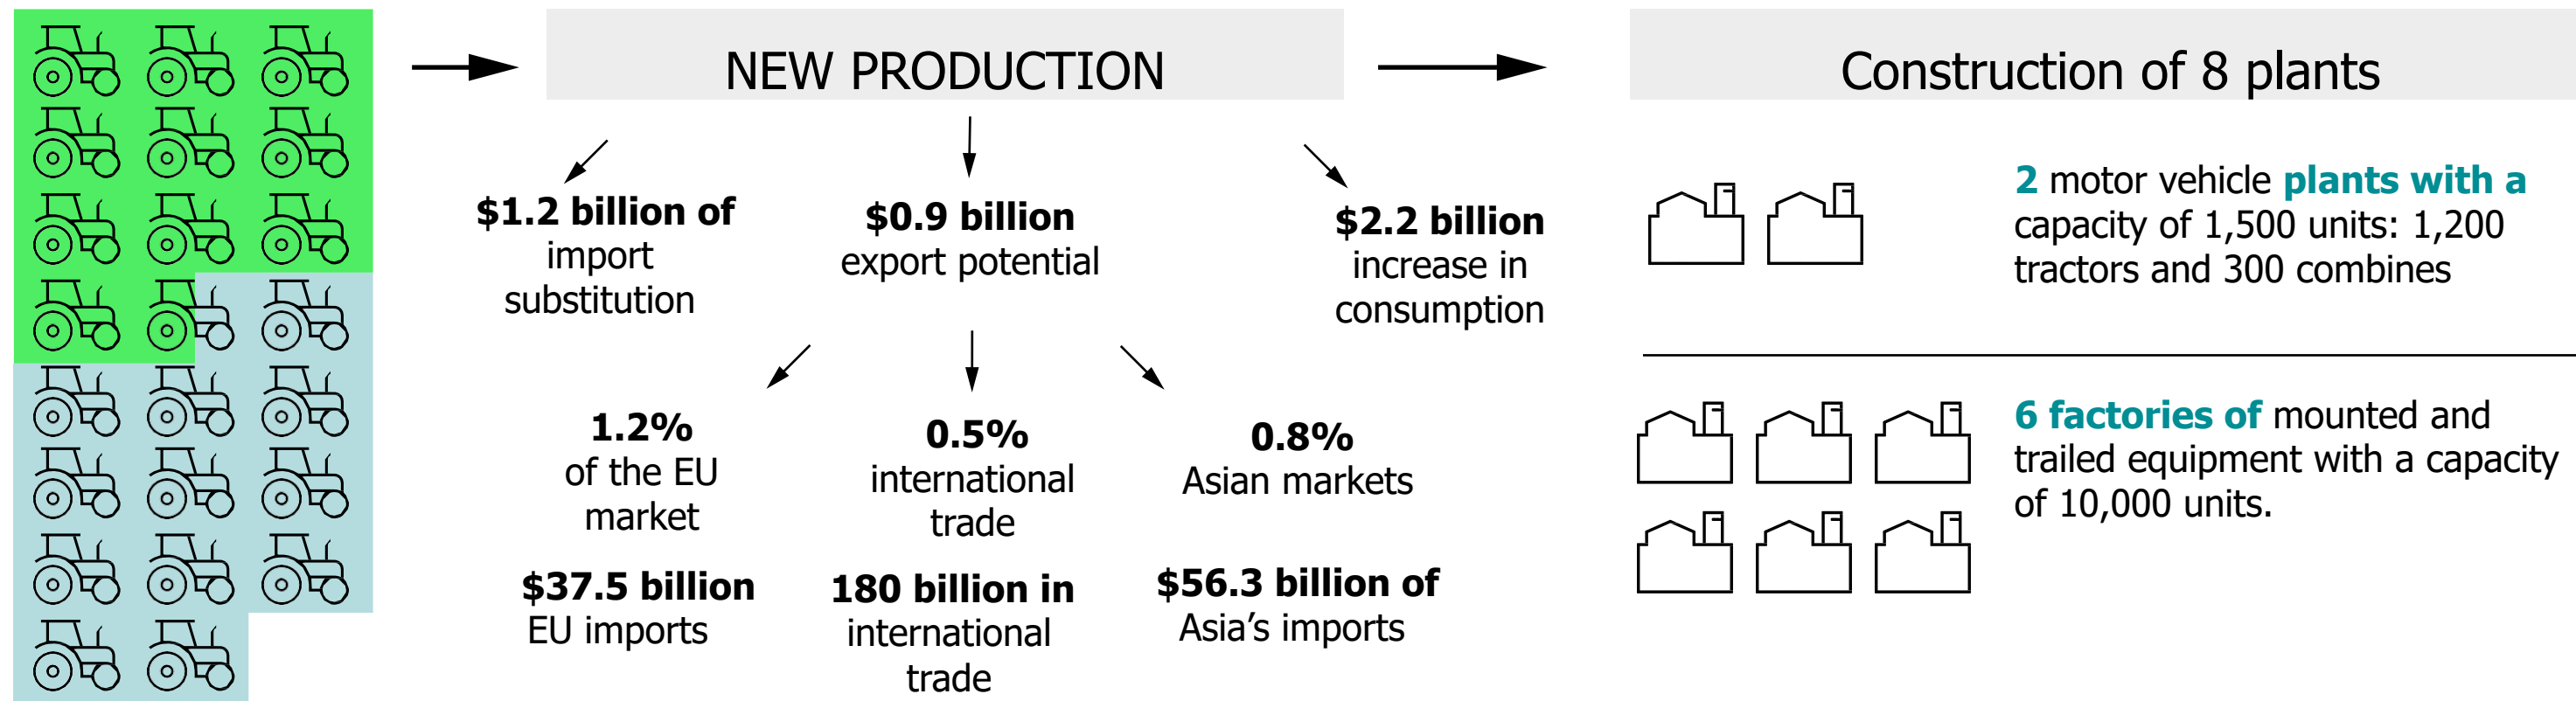 NEW PRODUCTION
$1.2 billion of
import
substitution
$0.9 billion
export potential
$2.2 billion
increase in
consumption
1.2%
of the EU
market
0.5%
international
trade
0.8%
Asian markets
$37.5 billion
EU imports
180 billion in
international
trade
$56.3 billion of
Asia’s imports
Construction of 8 plants
2 motor vehicle plants with a
capacity of 1,500 units: 1,200
tractors and 300 combines
6 factories of mounted and
trailed equipment with a capacity
of 10,000 units.